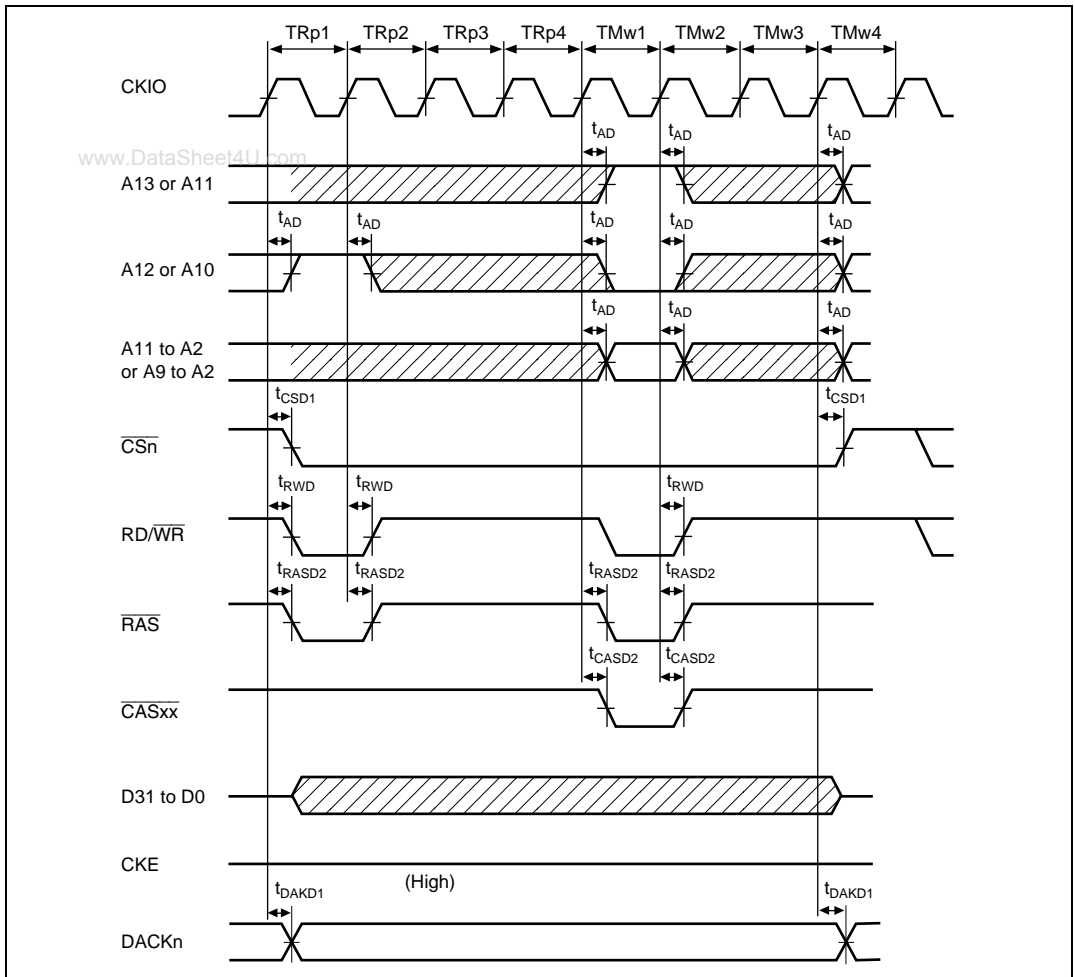 TRp1 TRp2 TRp3 TRp4 TMw1 TMw2 TMw3 TMw4
CKIO
tAD tAD tAD
www.DataSheet4U.com
A13 or A11
tAD tAD tAD tAD tAD
A12 or A10
tAD tAD tAD
A11 to A2
or A9 to A2
tCSD1 tCSD1
CSn
tRWD tRWD tRWD
RD/WR
tRASD2 tRASD2 tRASD2 tRASD2
RAS
tCASD2 tCASD2
CASxx
D31 to D0
CKE
(High)
tDAKD1 tDAKD1
DACKn